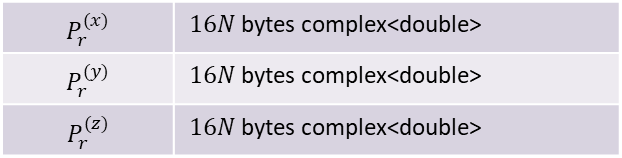 P_r^(x) 16N bytes complex<double>
P_r^(y) 16N bytes complex<double>
P_r^(z) 16N bytes complex<double>